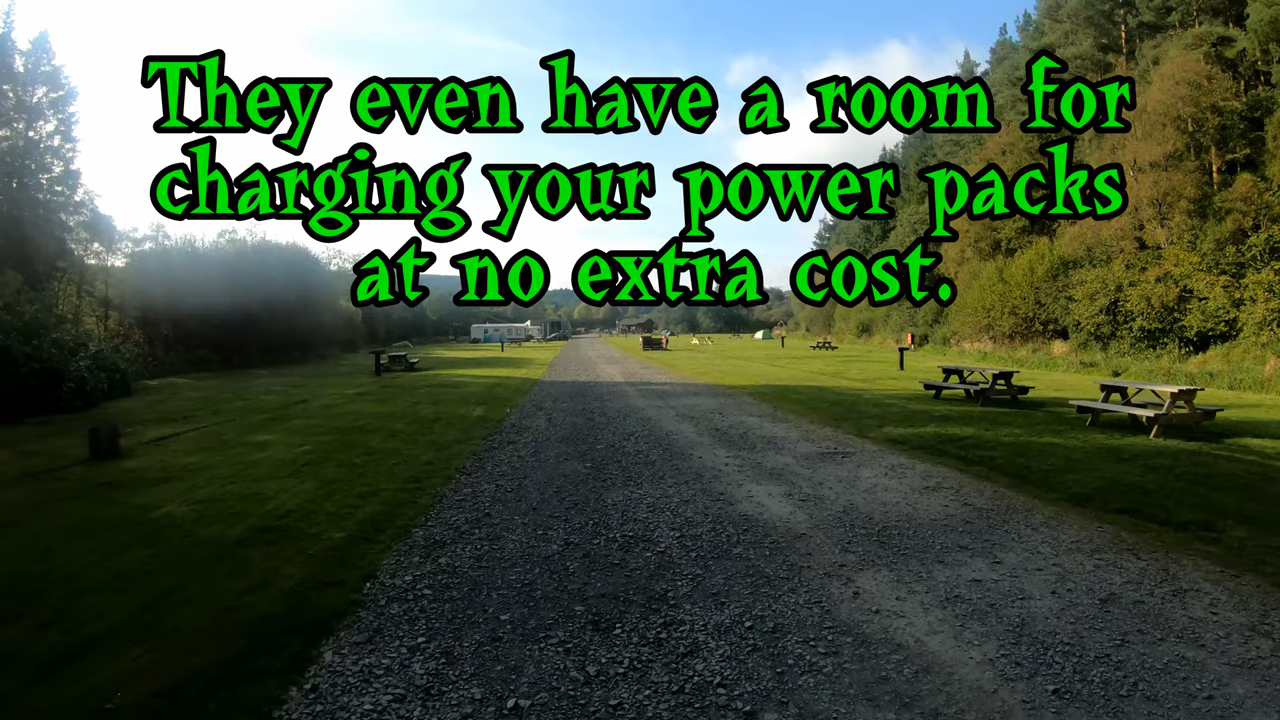 They even have a room for
charging your power packs
at no extra cost.